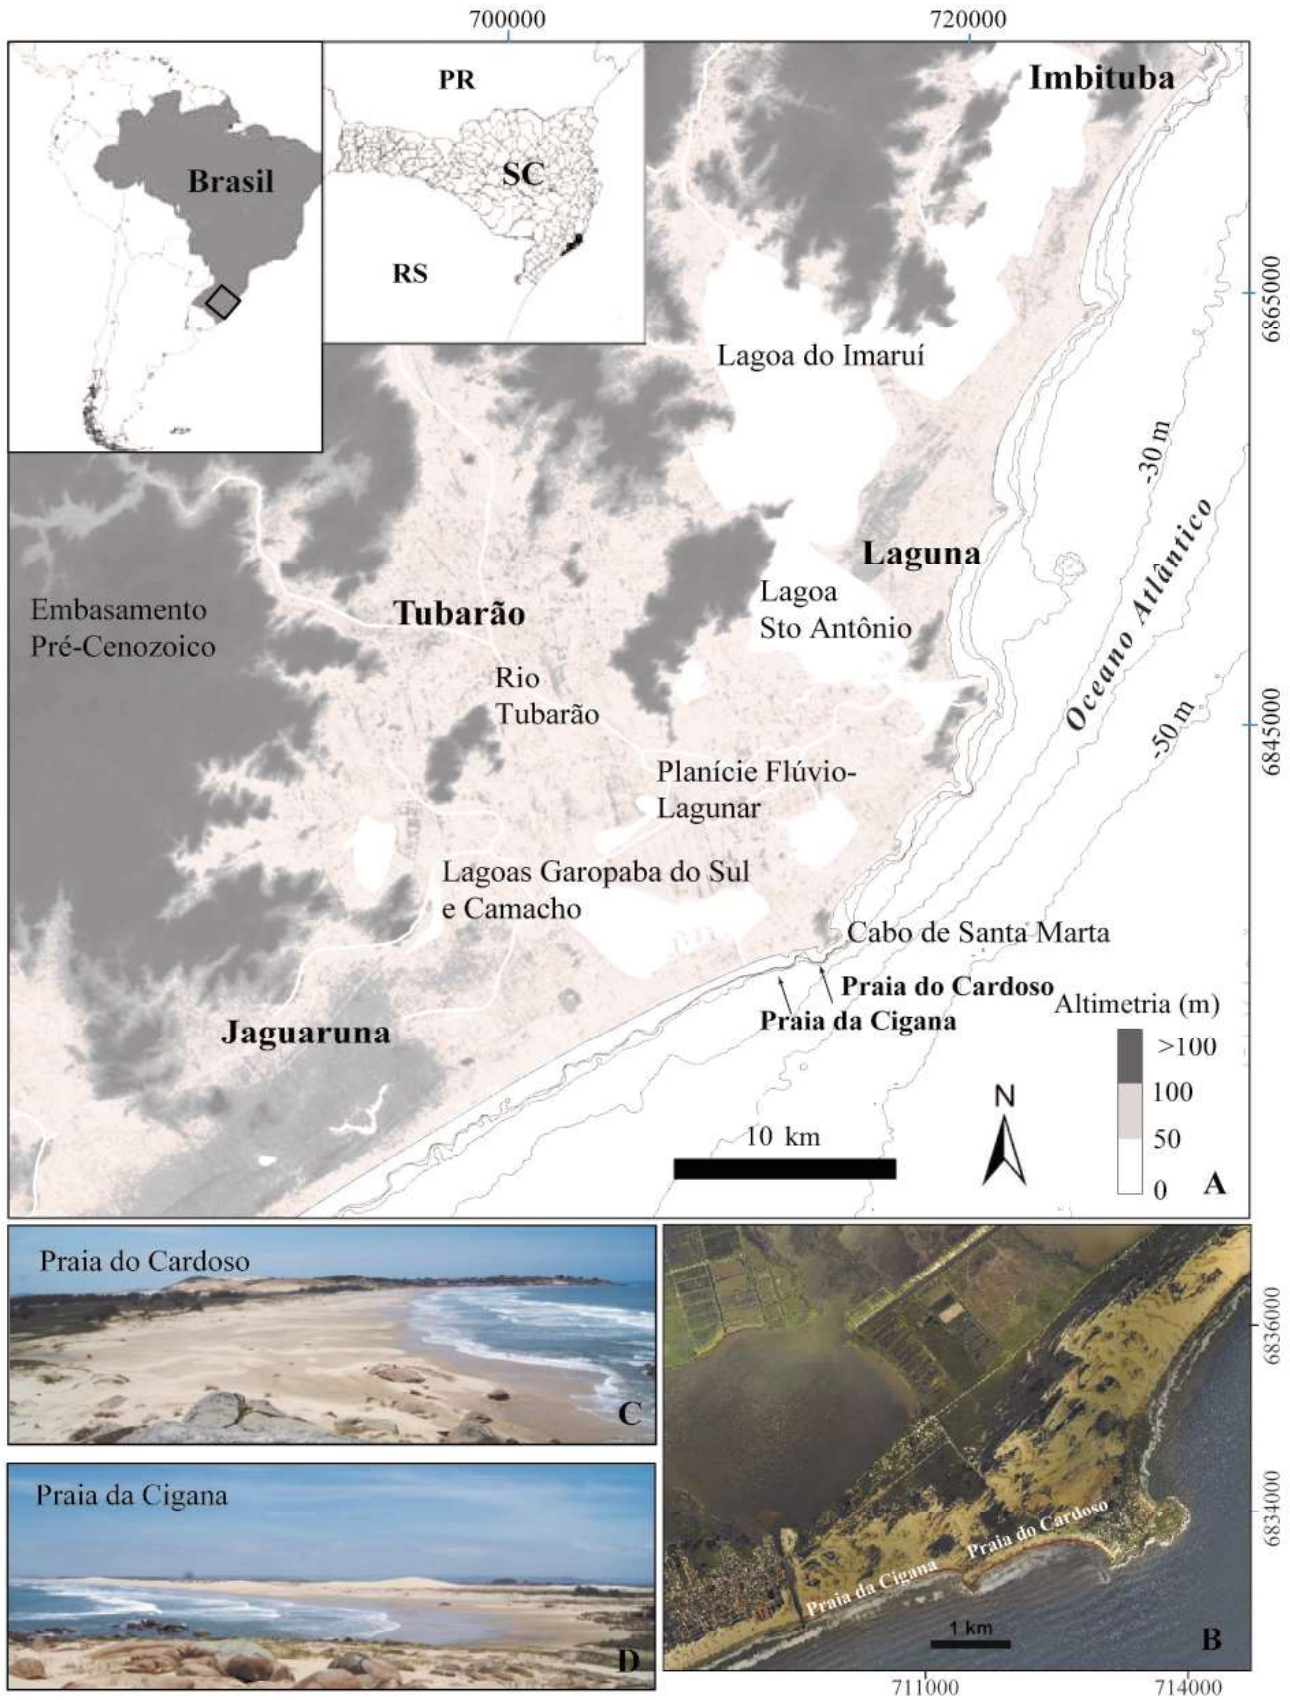 700000
720000
Imbituba
PR
Brasil
SC
RS
6865000
Lagoa do Imaruí
-30 m
Oceano Atlântico
Laguna
Lagoa
Sto Antônio
Embasamento
Pré-Cenozoico
Tubarão
Rio
Tubarão
6845000
-50 m
Planície Flúvio-
Lagunar
Lagoas Garopaba do Sul
e Camacho
Cabo de Santa Marta
Praia do Cardoso
Praia da Cigana
Altimetria (m)
>100
100
50
0
Jaguaruna
N
10 km
A
Praia do Cardoso
C
Praia da Cigana
D
6836000
6834000
Praia do Cardoso
Praia da Cigana
1 km
B
711000
714000